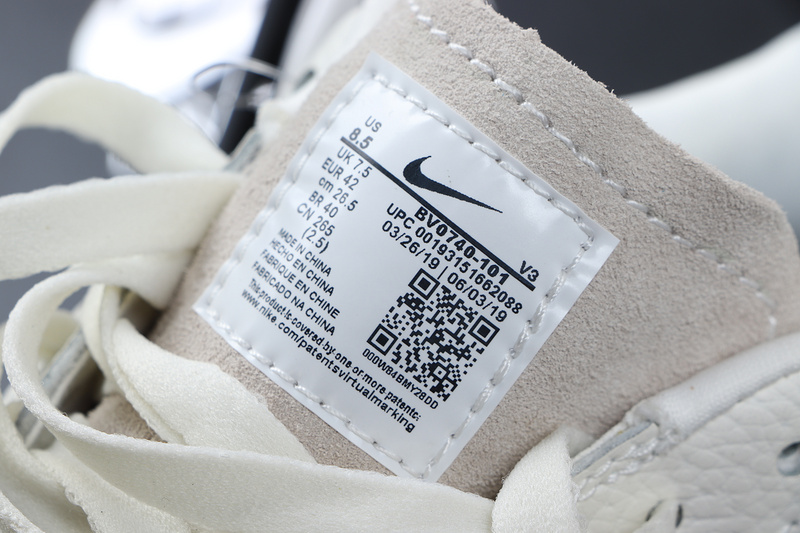 US
8.5
UK 7.5
EUR 42
cm 26.5
BR 40
CN 265
(2.5)
MADE IN CHINA
HECHO EN CHINA
FABRIQUE EN CHINE
FABRICADO NA CHINA
This product is covered by one or more patents:
www.nike.com/patentsvirtualmarking
BV0740-101 V3
UPC 00193151662088
03/26/19 | 06/03/19
000W84BMY28DD